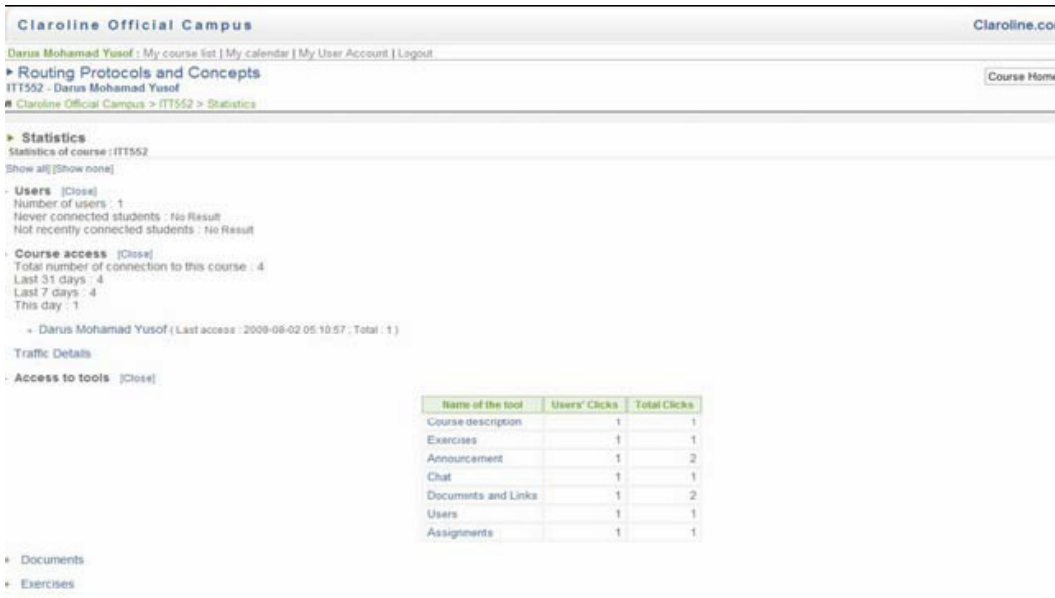 Claroline Official Campus
Claroline.co
Darus Mohamad Yusof : My course list | My calendar | My User Account | Logout
Routing Protocols and Concepts
Course Home
ITT552 - Darus Mohamad Yusof
Claroline Official Campus > ITT552 > Statistics
Statistics
Statistics of course : ITT552
[Show all] [Show none]
- Users [Close]
Number of users : 1
Never connected students : No Result
Not recently connected students : No Result
- Course access [Close]
Total number of connection to this course : 4
Last 31 days : 4
Last 7 days : 4
This day : 1
+ Darus Mohamad Yusof ( Last access : 2009-08-02 05:10:57 ; Total : 1 )
Traffic Details
- Access to tools [Close]
Name of the tool Users' Clicks Total Clicks
Course description 1 1
Exercises 1 1
Announcement 1 2
Chat 1 1
Documents and Links 1 2
Users 1 1
Assignments 1 1
+ Documents
+ Exercises